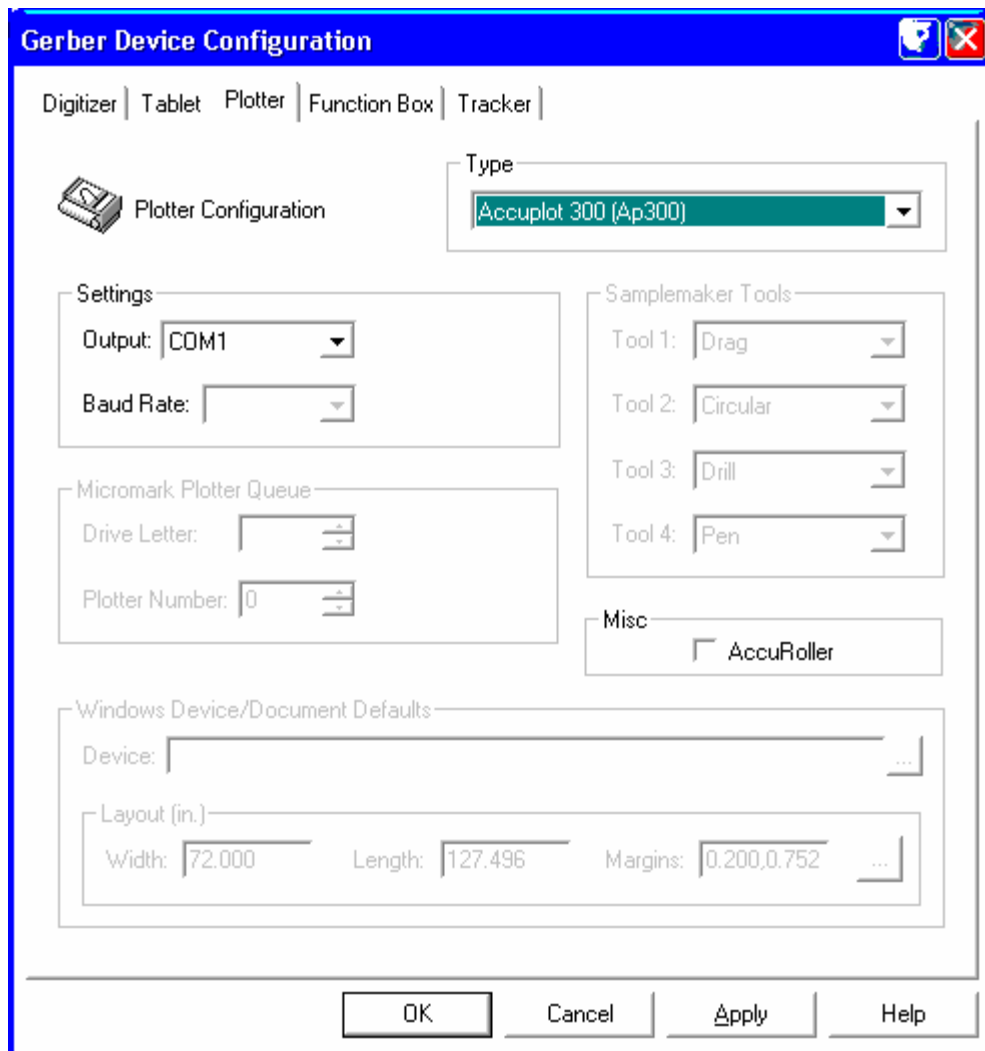 Gerber Device Configuration
Digitizer Tablet Plotter Function Box Tracker
Plotter Configuration
Type
Accuplot 300 (Ap300)
Settings
Output: COM1
Baud Rate:
Samplemaker Tools
Tool 1: Drag
Tool 2: Circular
Tool 3: Drill
Tool 4: Pen
Micromark Plotter Queue
Drive Letter:
Plotter Number: 0
Misc
AccuRoller
Windows Device/Document Defaults
Device: ...
Layout (in.)
Width: 72.000 Length: 127.496 Margins: 0.200,0.752 ...
OK Cancel Apply Help